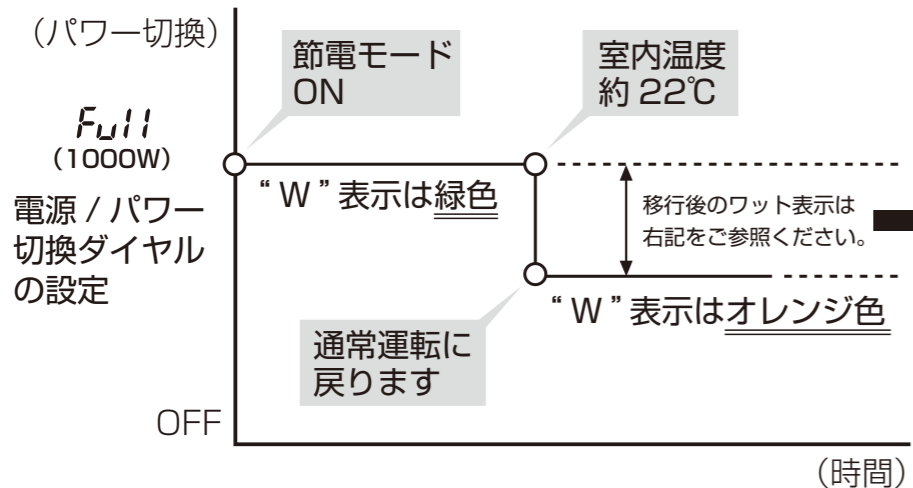 (パワー切換)
節電モード
ON
室内温度
約 22℃
Full
(1000W)
電源 / パワー
切換ダイヤル
の設定
“ W ” 表示は緑色
移行後のワット表示は
右記をご参照ください。
“ W ” 表示はオレンジ色
通常運転に
戻ります
OFF
(時間)